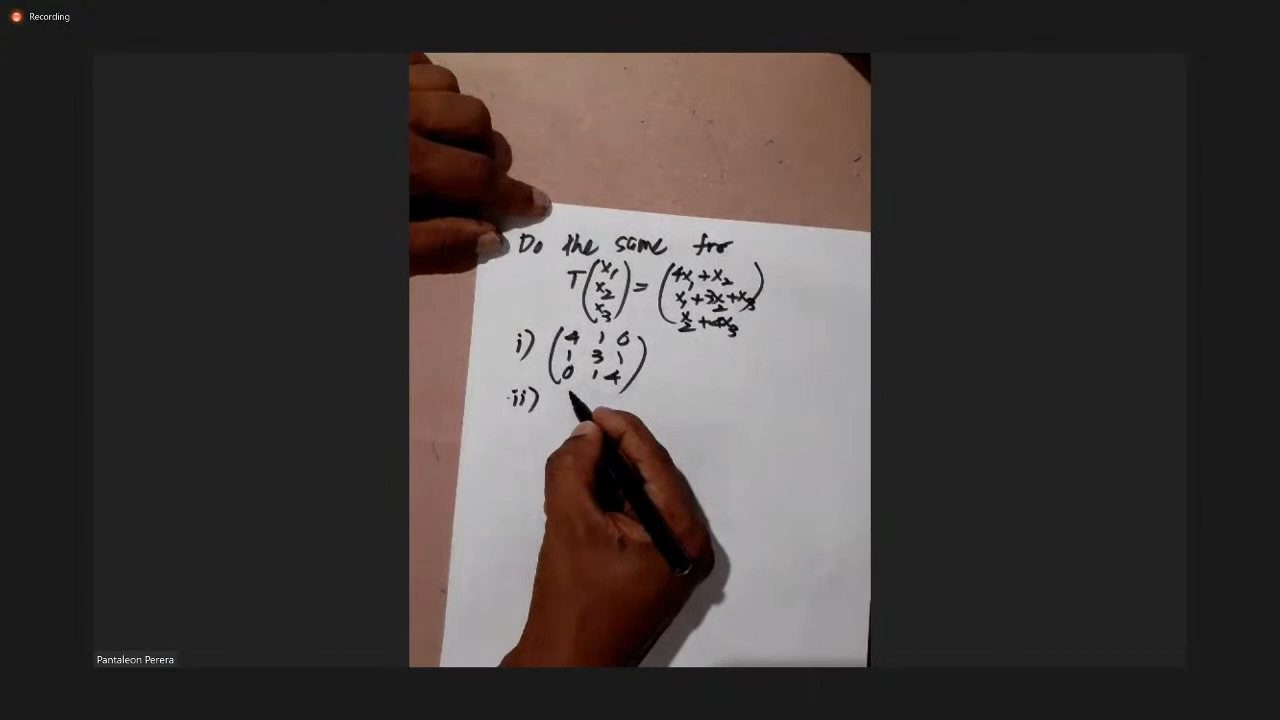 Recording
Do the same for
T(x₁ x₂ x₃) = (4x₁+x₂
x₁+3x₂+x₃
x₂+4x₃)
i) (4 1 0
1 3 1
0 1 4)
ii)
Pantaleon Perera